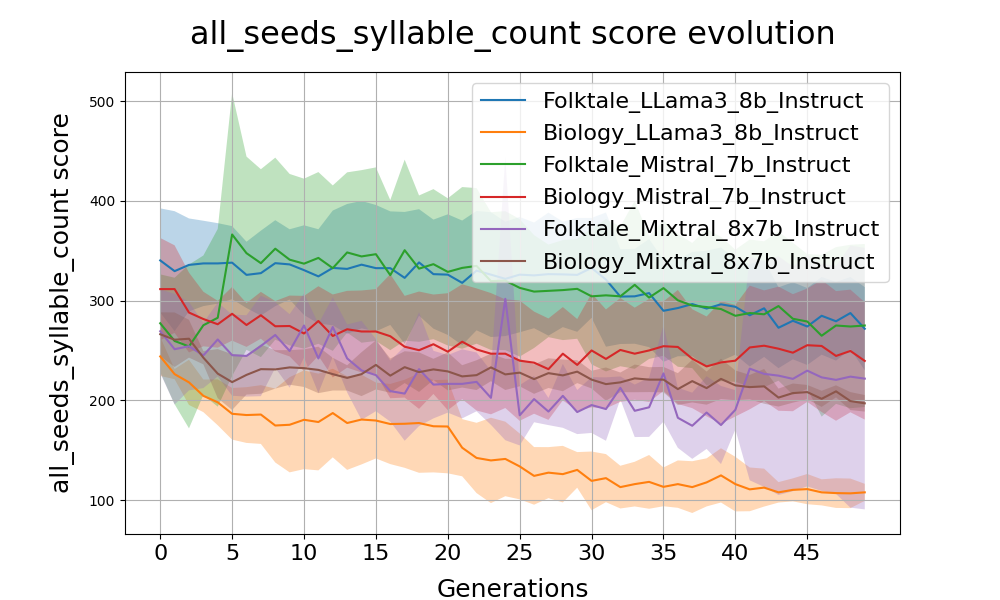 all_seeds_syllable_count score evolution
all_seeds_syllable_count score
500
400
300
200
100
Folktale_LLama3_8b_Instruct
Biology_LLama3_8b_Instruct
Folktale_Mistral_7b_Instruct
Biology_Mistral_7b_Instruct
Folktale_Mixtral_8x7b_Instruct
Biology_Mixtral_8x7b_Instruct
0 5 10 15 20 25 30 35 40 45
Generations